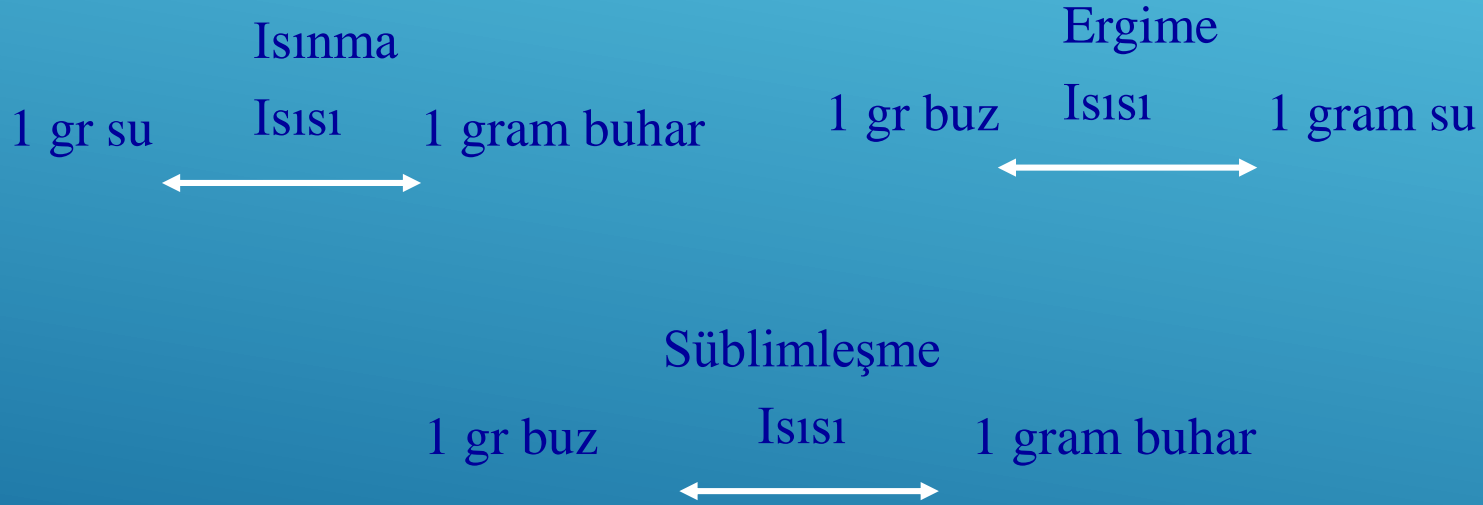 Isınma
Isısı
1 gr su
1 gram buhar
Ergime
Isısı
1 gr buz
1 gram su
Süblimleşme
Isısı
1 gr buz
1 gram buhar